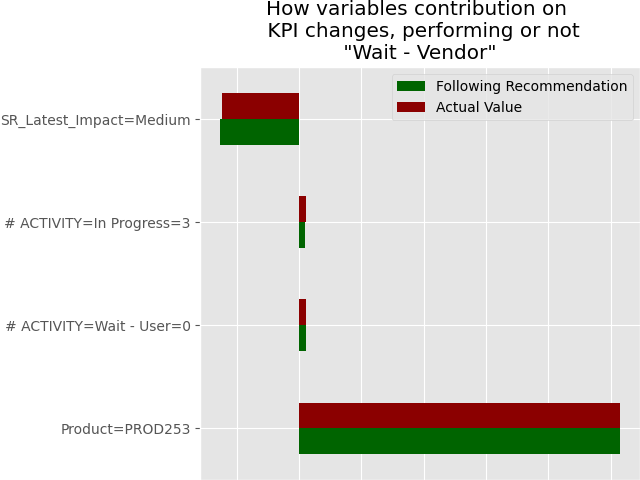 How variables contribution on
KPI changes, performing or not
"Wait - Vendor"
Following Recommendation
Actual Value
SR_Latest_Impact=Medium
# ACTIVITY=In Progress=3
# ACTIVITY=Wait - User=0
Product=PROD253